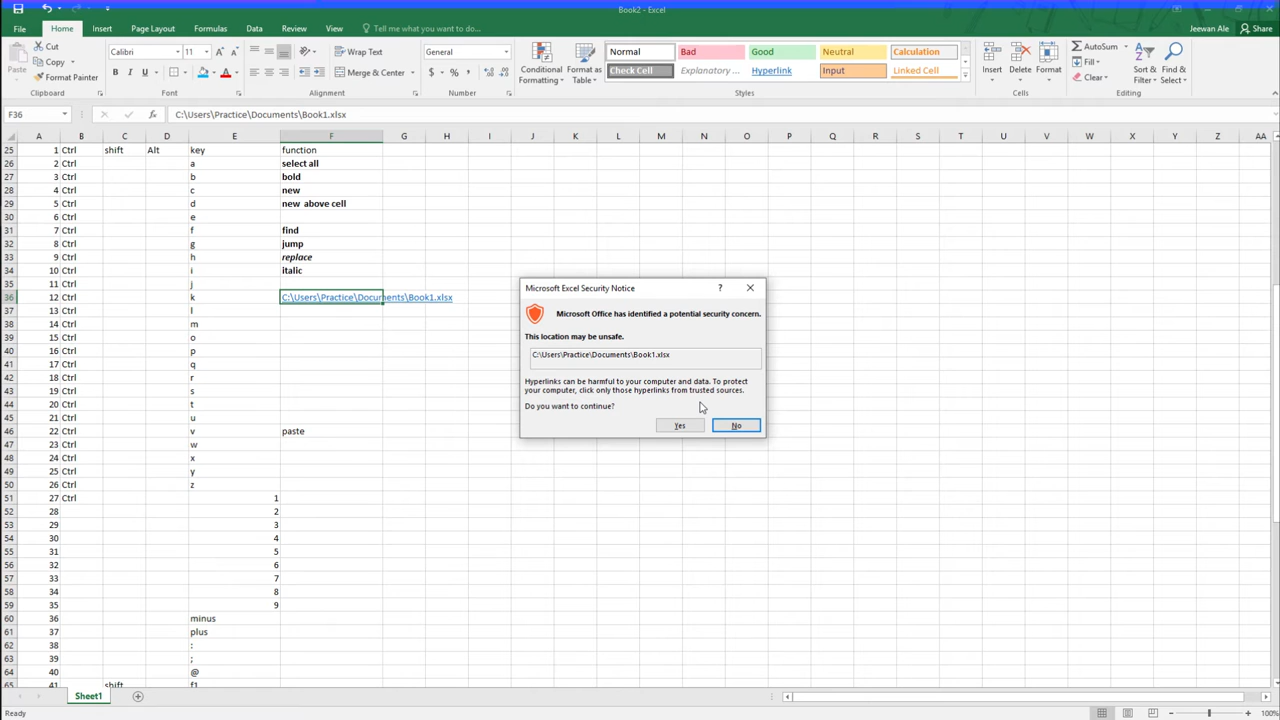 Book2 - Excel
File Home Insert Page Layout Formulas Data Review View Tell me what you want to do... Jeewan Ale Share
Paste Cut Copy Format Painter Clipboard
Calibri 11 B I U A A Font
Wrap Text Merge & Center Alignment
General $ % , Number
Conditional Formatting Format as Table
Normal Bad Good Neutral Calculation
Check Cell Explanatory ... Hyperlink Input Linked Cell
Styles
Insert Delete Format Cells
AutoSum Fill Clear Sort & Filter Find & Select Editing
F36 fx C:\Users\Practice\Documents\Book1.xlsx
A B C D E F G H I J K L M N O P Q R S T U V W X Y Z AA
25 1 Ctrl shift Alt key function
26 2 Ctrl a select all
27 3 Ctrl b bold
28 4 Ctrl c new
29 5 Ctrl d new above cell
30 6 Ctrl e
31 7 Ctrl f find
32 8 Ctrl g jump
33 9 Ctrl h replace
34 10 Ctrl i italic
35 11 Ctrl j
36 12 Ctrl k C:\Users\Practice\Documents\Book1.xlsx
37 13 Ctrl l
38 14 Ctrl m
39 15 Ctrl o
40 16 Ctrl p
41 17 Ctrl q
42 18 Ctrl r
43 19 Ctrl s
44 20 Ctrl t
45 21 Ctrl u
46 22 Ctrl v paste
47 23 Ctrl w
48 24 Ctrl x
49 25 Ctrl y
50 26 Ctrl z
51 27 Ctrl 1
52 28 2
53 29 3
54 30 4
55 31 5
56 32 6
57 33 7
58 34 8
59 35 9
60 36 minus
61 37 plus
62 38 :
63 39 ;
64 40 @
65 41 shift f1
Microsoft Excel Security Notice ?
Microsoft Office has identified a potential security concern.
This location may be unsafe.
C:\Users\Practice\Documents\Book1.xlsx
Hyperlinks can be harmful to your computer and data. To protect
your computer, click only those hyperlinks from trusted sources.
Do you want to continue?
Yes No
Sheet1
Ready 100%